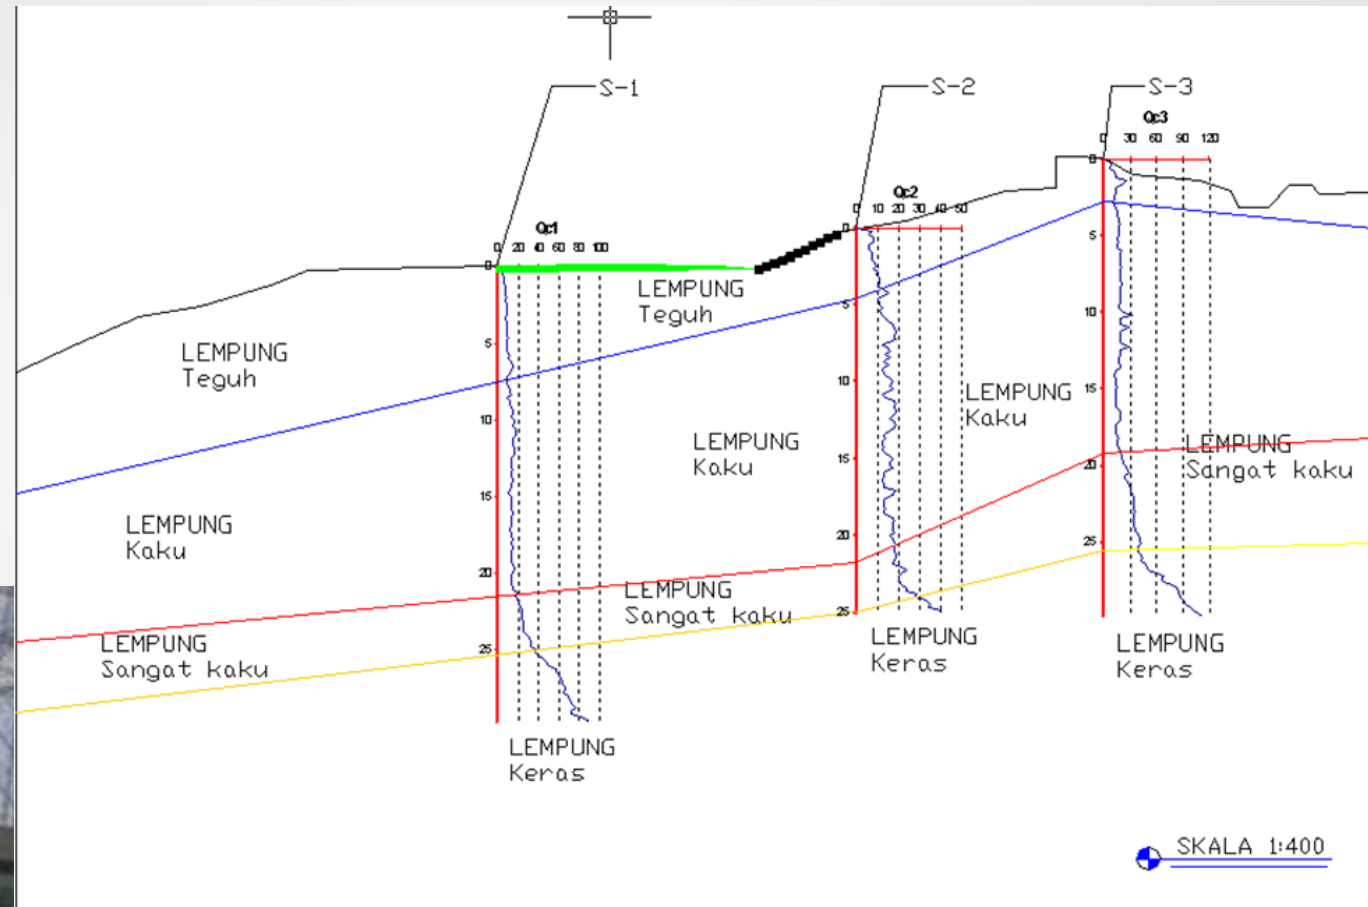 S-1
S-2
S-3
Qc3
0 30 60 90 120
0
5
10
15
20
25
Qc2
0 10 20 30 40 50
0
5
10
15
20
25
Qc1
0 20 40 60 80 100
0
5
10
15
20
25
LEMPUNG
Teguh
LEMPUNG
Teguh
LEMPUNG
Kaku
LEMPUNG
Kaku
LEMPUNG
Sangat kaku
LEMPUNG
Kaku
LEMPUNG
Sangat kaku
LEMPUNG
Sangat kaku
LEMPUNG
Keras
LEMPUNG
Keras
LEMPUNG
Keras
SKALA 1:400